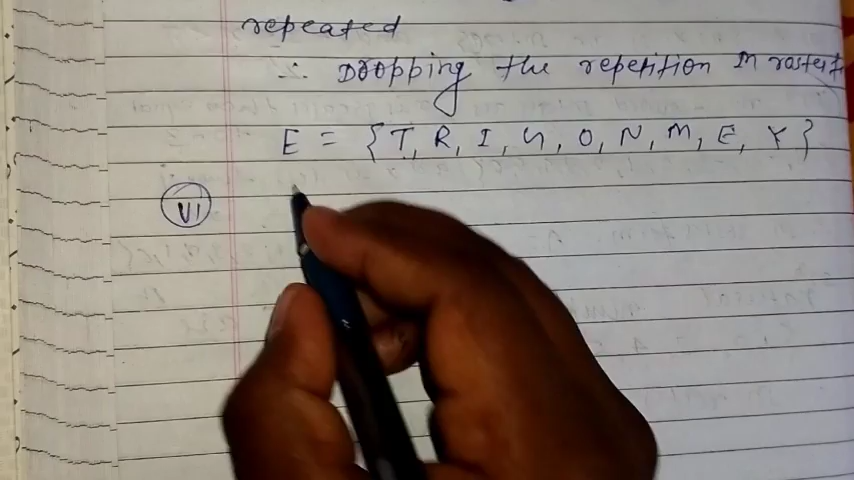 repeated
∴ Dropping the repetition in roster f
E = {T, R, I, G, O, N, M, E, Y}
VI